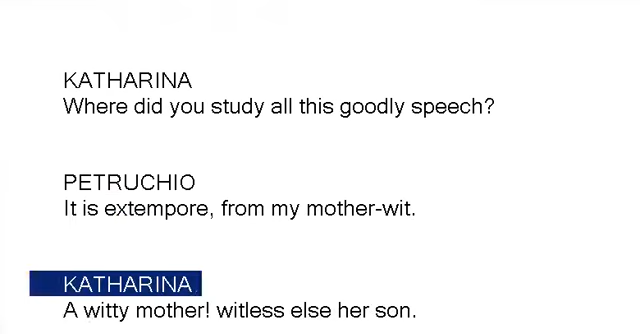 KATHARINA
Where did you study all this goodly speech?
PETRUCHIO
It is extempore, from my mother-wit.
KATHARINA
A witty mother! witless else her son.